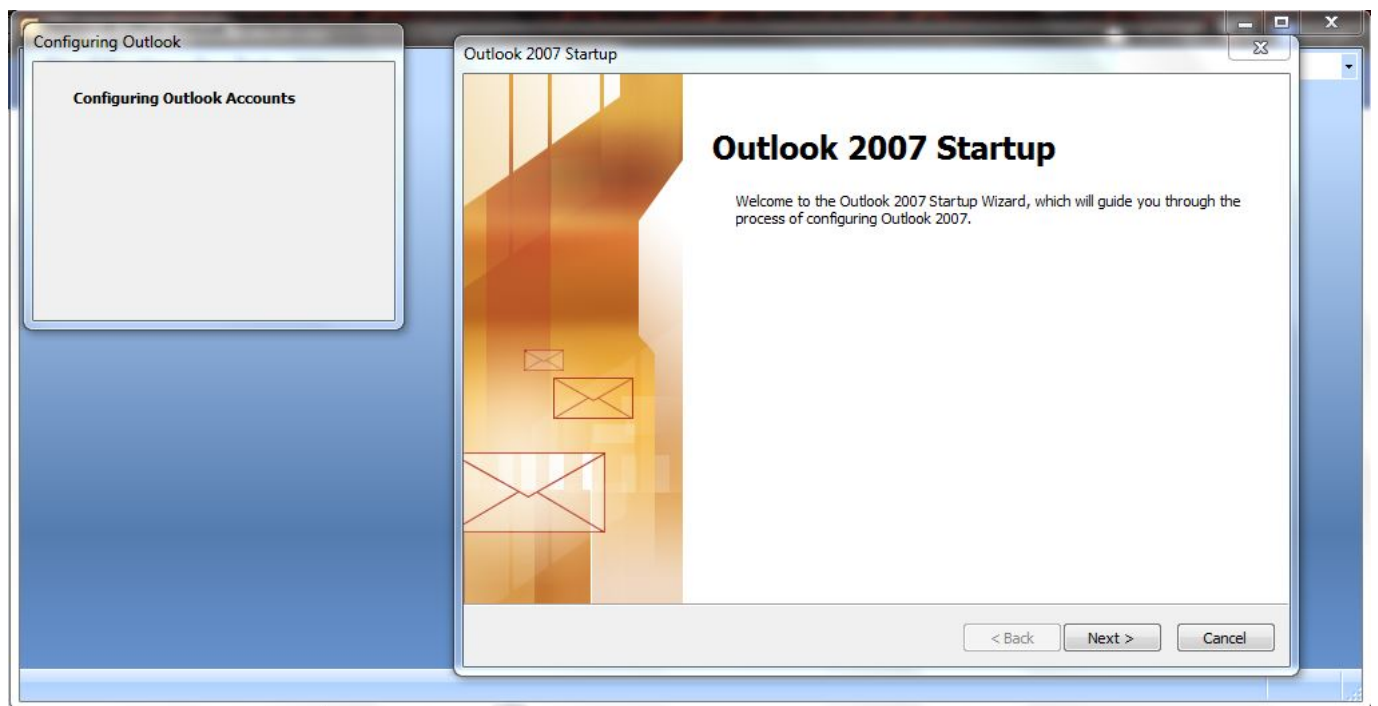 Configuring Outlook
Configuring Outlook Accounts
Outlook 2007 Startup
Outlook 2007 Startup
Welcome to the Outlook 2007 Startup Wizard, which will guide you through the
process of configuring Outlook 2007.
< Back Next > Cancel